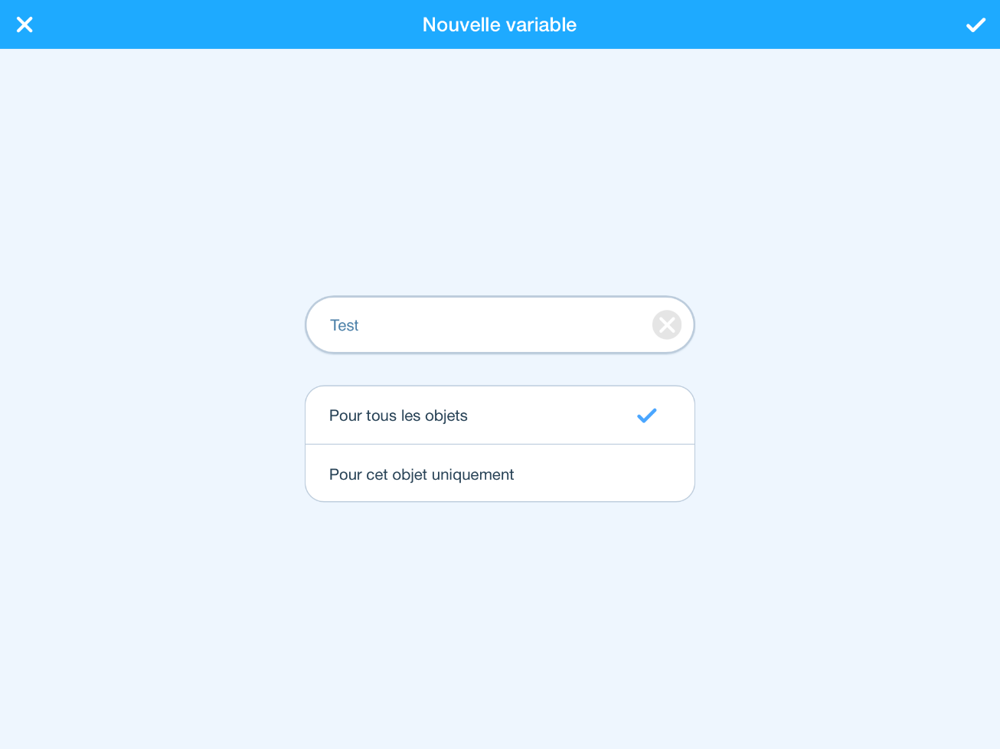 Nouvelle variable
Test
Pour tous les objets
Pour cet objet uniquement